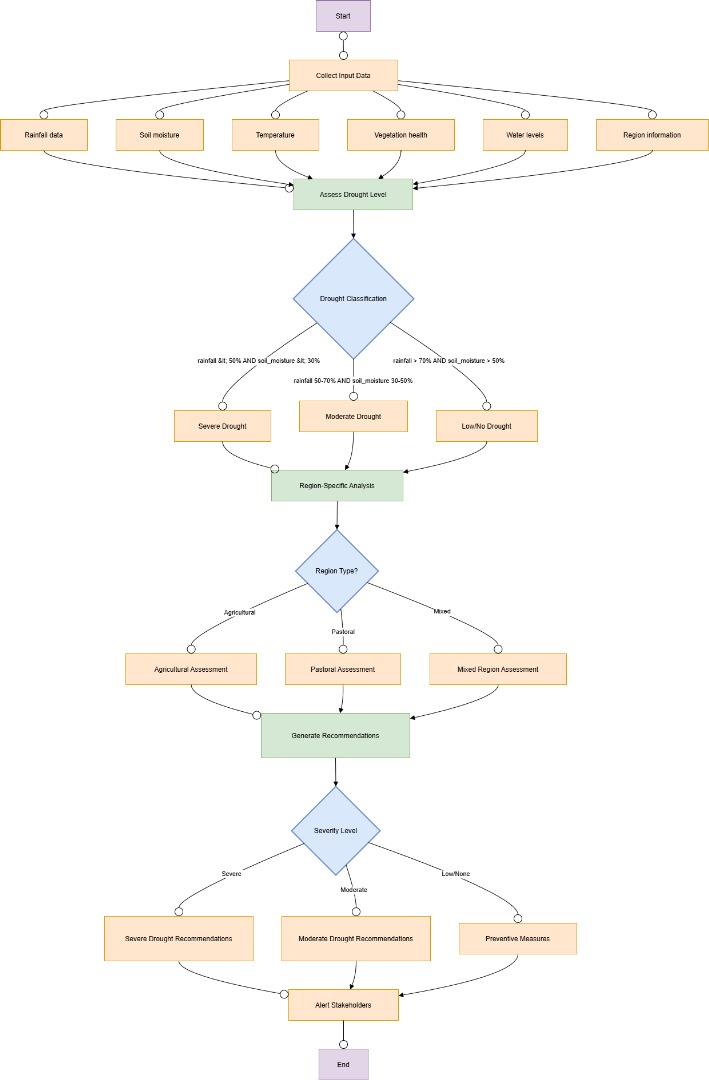 Start
Collect Input Data
Rainfall data
Soil moisture
Temperature
Vegetation health
Water levels
Region information
Assess Drought Level
Drought Classification
rainfall &lt; 50% AND soil_moisture &lt; 30%
rainfall > 70% AND soil_moisture > 50%
rainfall 50-70% AND soil_moisture 30-50%
Severe Drought
Moderate Drought
Low/No Drought
Region-Specific Analysis
Region Type?
Agricultural
Pastoral
Mixed
Agricultural Assessment
Pastoral Assessment
Mixed Region Assessment
Generate Recommendations
Severity Level
Severe
Moderate
Low/None
Severe Drought Recommendations
Moderate Drought Recommendations
Preventive Measures
Alert Stakeholders
End